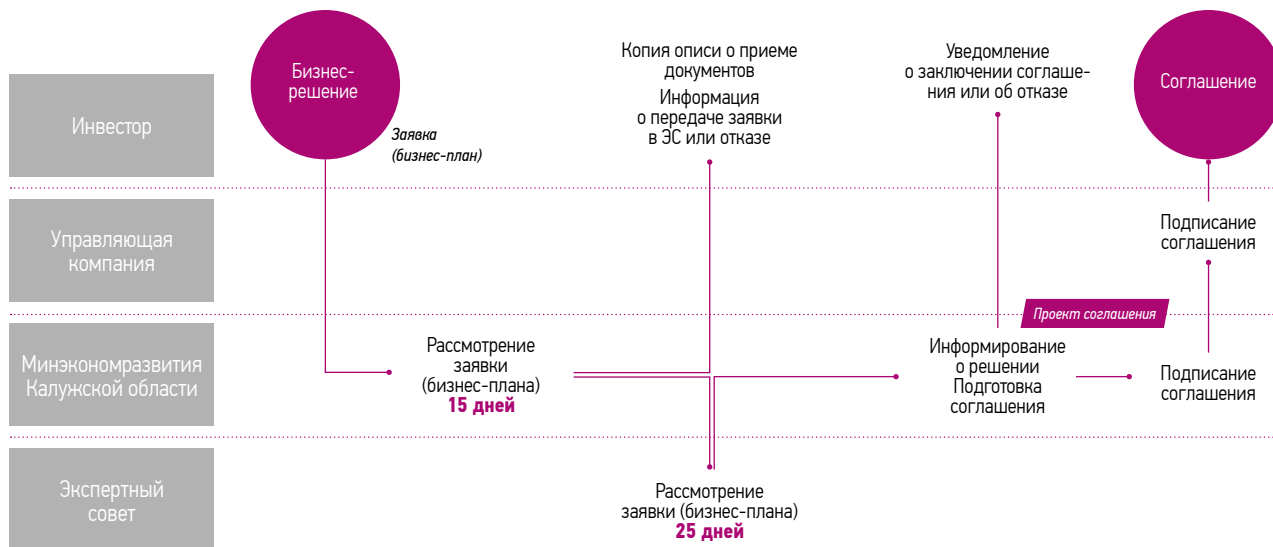 Инвестор
Бизнес-
решение
Заявка
(бизнес-план)
Копия описи о приеме
документов
Информация
о передаче заявки
в ЭС или отказе
Уведомление
о заключении соглаше-
ния или об отказе
Соглашение
Управляющая
компания
Подписание
соглашения
Минэкономразвития
Калужской области
Рассмотрение
заявки
(бизнес-плана)
15 дней
Проект соглашения
Информирование
о решении
Подготовка
соглашения
Подписание
соглашения
Экспертный
совет
Рассмотрение
заявки (бизнес-плана)
25 дней